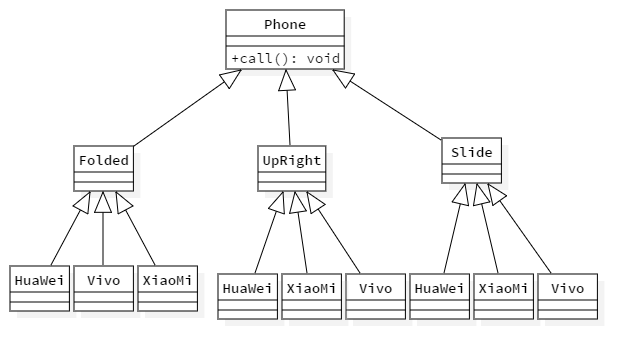 Phone
+call(): void
Folded
UpRight
Slide
HuaWei
Vivo
XiaoMi
HuaWei
XiaoMi
Vivo
HuaWei
XiaoMi
Vivo